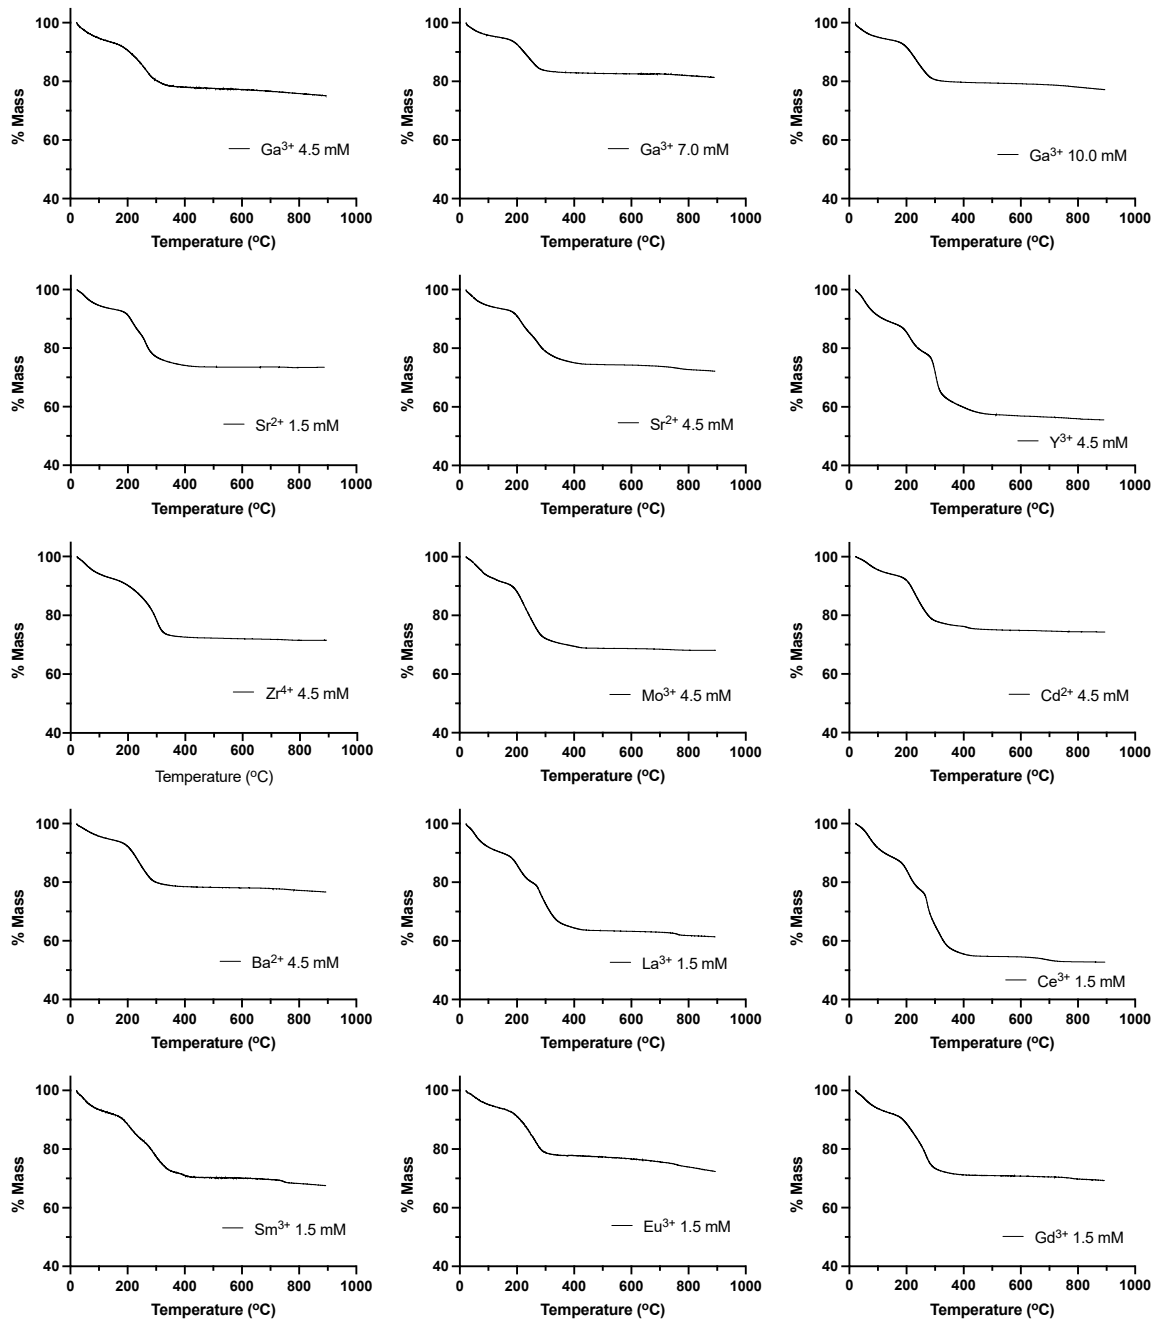 100
80
60
40
% Mass
Ga³⁺ 4.5 mM
0 200 400 600 800 1000
Temperature (ºC)
100
80
60
40
% Mass
Ga³⁺ 7.0 mM
0 200 400 600 800 1000
Temperature (ºC)
100
80
60
40
% Mass
Ga³⁺ 10.0 mM
0 200 400 600 800 1000
Temperature (ºC)
100
80
60
40
% Mass
Sr²⁺ 1.5 mM
0 200 400 600 800 1000
Temperature (ºC)
100
80
60
40
% Mass
Sr²⁺ 4.5 mM
0 200 400 600 800 1000
Temperature (ºC)
100
80
60
40
% Mass
Y³⁺ 4.5 mM
0 200 400 600 800 1000
Temperature (ºC)
100
80
60
40
% Mass
Zr⁴⁺ 4.5 mM
0 200 400 600 800 1000
Temperature (ºC)
100
80
60
40
% Mass
Mo³⁺ 4.5 mM
0 200 400 600 800 1000
Temperature (ºC)
100
80
60
40
% Mass
Cd²⁺ 4.5 mM
0 200 400 600 800 1000
Temperature (ºC)
100
80
60
40
% Mass
Ba²⁺ 4.5 mM
0 200 400 600 800 1000
Temperature (ºC)
100
80
60
40
% Mass
La³⁺ 1.5 mM
0 200 400 600 800 1000
Temperature (ºC)
100
80
60
40
% Mass
Ce³⁺ 1.5 mM
0 200 400 600 800 1000
Temperature (ºC)
100
80
60
40
% Mass
Sm³⁺ 1.5 mM
0 200 400 600 800 1000
Temperature (ºC)
100
80
60
40
% Mass
Eu³⁺ 1.5 mM
0 200 400 600 800 1000
Temperature (ºC)
100
80
60
40
% Mass
Gd³⁺ 1.5 mM
0 200 400 600 800 1000
Temperature (ºC)